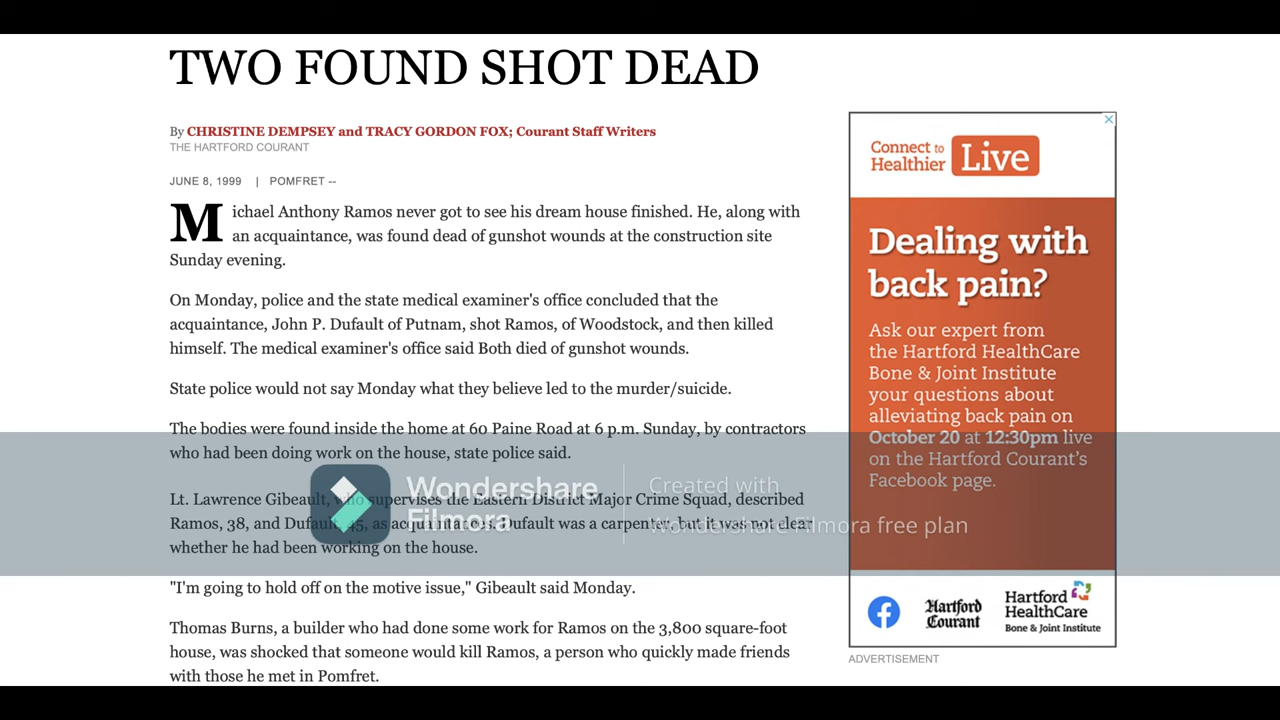 TWO FOUND SHOT DEAD
By CHRISTINE DEMPSEY and TRACY GORDON FOX; Courant Staff Writers
THE HARTFORD COURANT
JUNE 8, 1999 | POMFRET --
Michael Anthony Ramos never got to see his dream house finished. He, along with
an acquaintance, was found dead of gunshot wounds at the construction site
Sunday evening.
On Monday, police and the state medical examiner's office concluded that the
acquaintance, John P. Dufault of Putnam, shot Ramos, of Woodstock, and then killed
himself. The medical examiner's office said Both died of gunshot wounds.
State police would not say Monday what they believe led to the murder/suicide.
The bodies were found inside the home at 60 Paine Road at 6 p.m. Sunday, by contractors
who had been doing work on the house, state police said.
Lt. Lawrence Gibeault, who supervises the Eastern District Major Crime Squad, described
Ramos, 38, and Dufault, 45, as acquaintances. Dufault was a carpenter, but it was not clear
whether he had been working on the house.
"I'm going to hold off on the motive issue," Gibeault said Monday.
Thomas Burns, a builder who had done some work for Ramos on the 3,800 square-foot
house, was shocked that someone would kill Ramos, a person who quickly made friends
with those he met in Pomfret.
Connect to
Healthier
Live
Dealing with
back pain?
Ask our expert from
the Hartford HealthCare
Bone & Joint Institute
your questions about
alleviating back pain on
October 20 at 12:30pm live
on the Hartford Courant's
Facebook page.
Hartford
Courant
Hartford
HealthCare
Bone & Joint Institute
ADVERTISEMENT
Wondershare
Filmora
Created with
Wondershare Filmora free plan